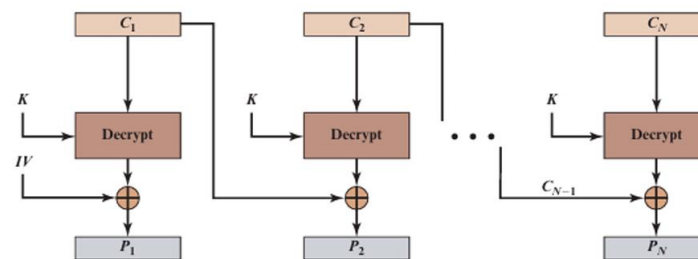 C1 C2 CN
K K K
Decrypt Decrypt Decrypt
IV
CN−1
P1 P2 PN